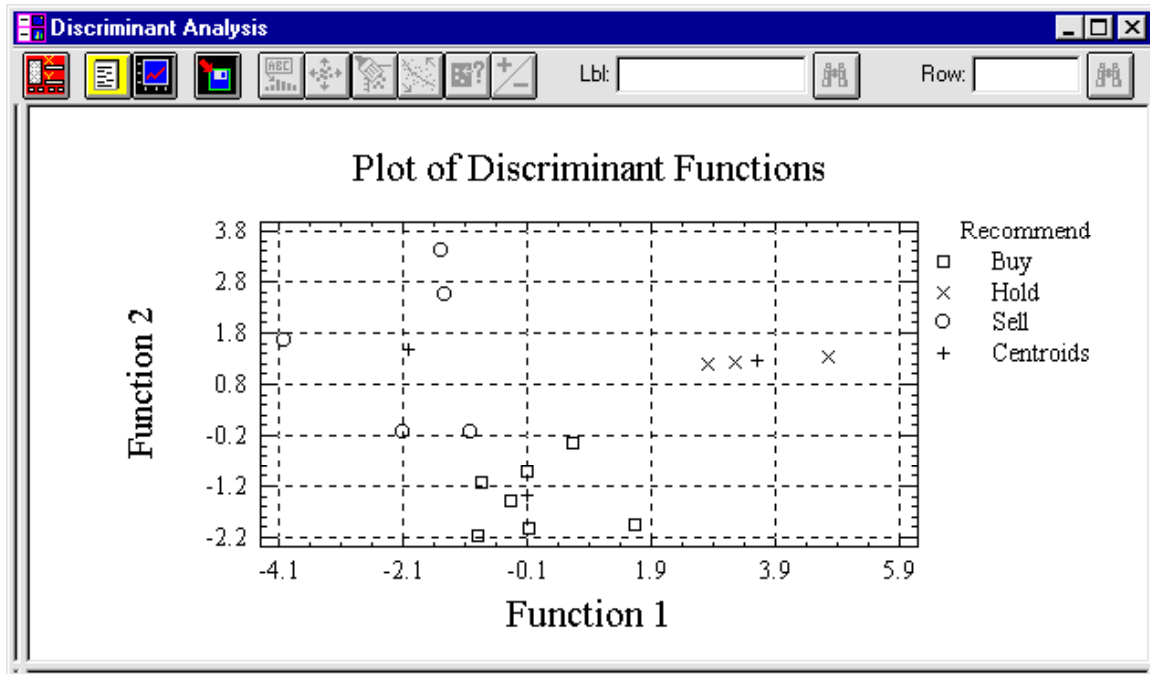 Discriminant Analysis
ABC ? + − Lbl: Row:
Plot of Discriminant Functions
Function 2
3.8
2.8
1.8
0.8
-0.2
-1.2
-2.2
-4.1 -2.1 -0.1 1.9 3.9 5.9
Function 1
Recommend
Buy
Hold
Sell
Centroids